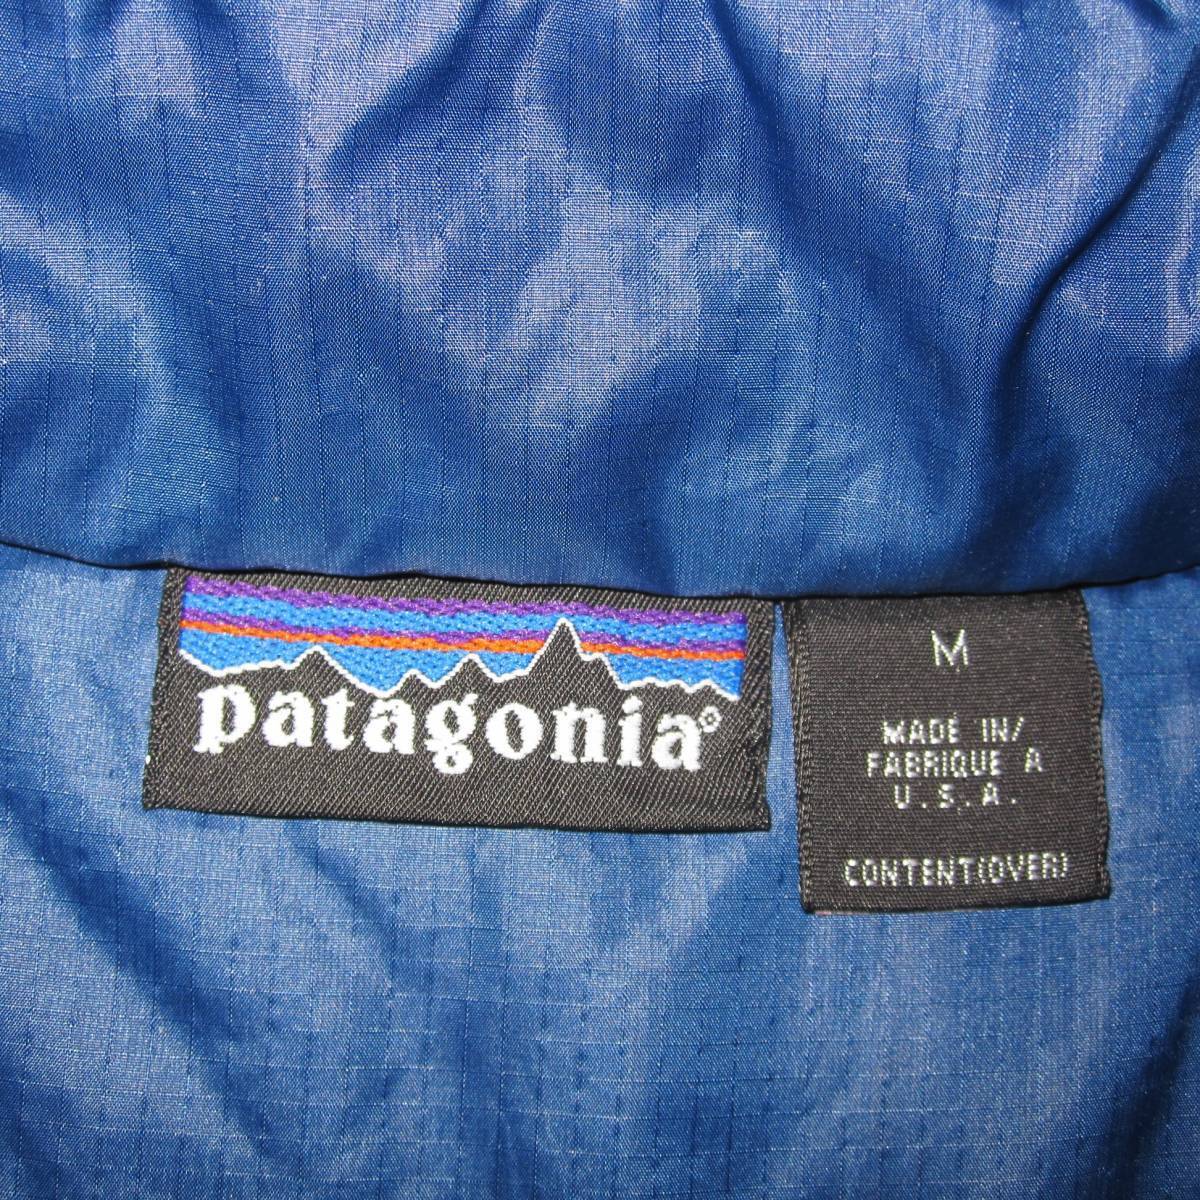 patagonia®
M
MADE IN/
FABRIQUE A
U.S.A.
CONTENT(OVER)